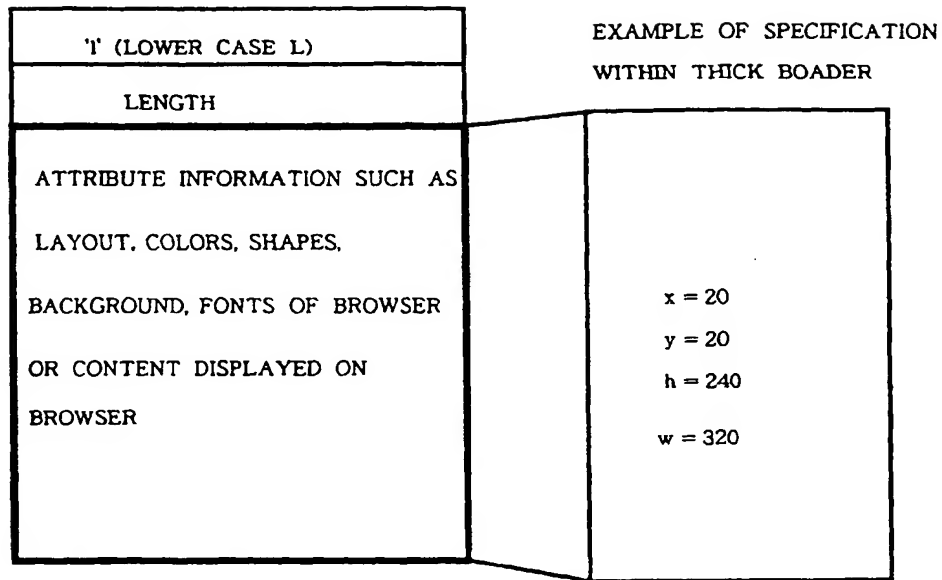 'l' (LOWER CASE L)
LENGTH
ATTRIBUTE INFORMATION SUCH AS
LAYOUT, COLORS, SHAPES,
BACKGROUND, FONTS OF BROWSER
OR CONTENT DISPLAYED ON
BROWSER
EXAMPLE OF SPECIFICATION
WITHIN THICK BOADER
x = 20
y = 20
h = 240
w = 320